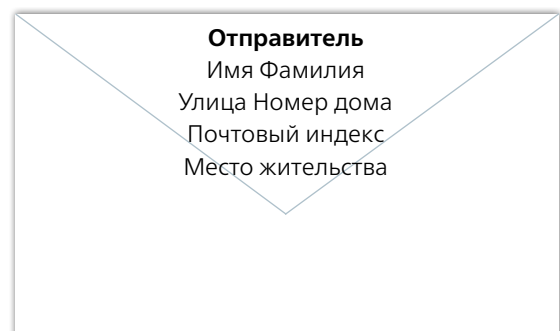 Отправитель
Имя Фамилия
Улица Номер дома
Почтовый индекс
Место жительства